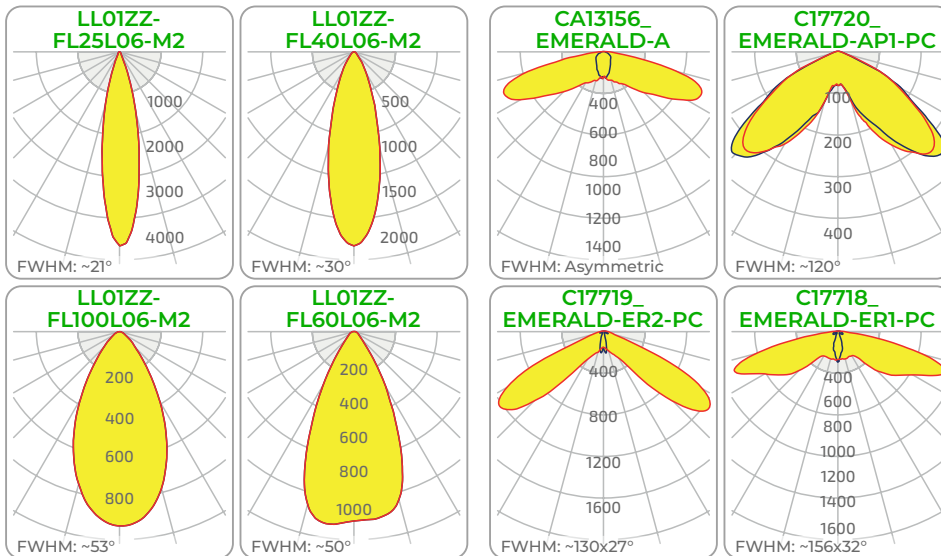 LL01ZZ-
FL25L06-M2
1000
2000
3000
4000
FWHM: ~21°
LL01ZZ-
FL40L06-M2
500
1000
1500
2000
FWHM: ~30°
CA13156_
EMERALD-A
400
600
800
1000
1200
1400
FWHM: Asymmetric
C17720_
EMERALD-AP1-PC
100
200
300
400
FWHM: ~120°
LL01ZZ-
FL100L06-M2
200
400
600
800
FWHM: ~53°
LL01ZZ-
FL60L06-M2
200
400
600
800
1000
FWHM: ~50°
C17719_
EMERALD-ER2-PC
400
800
1200
1600
FWHM: ~130x27°
C17718_
EMERALD-ER1-PC
400
600
800
1000
1200
1400
1600
FWHM: ~156x32°